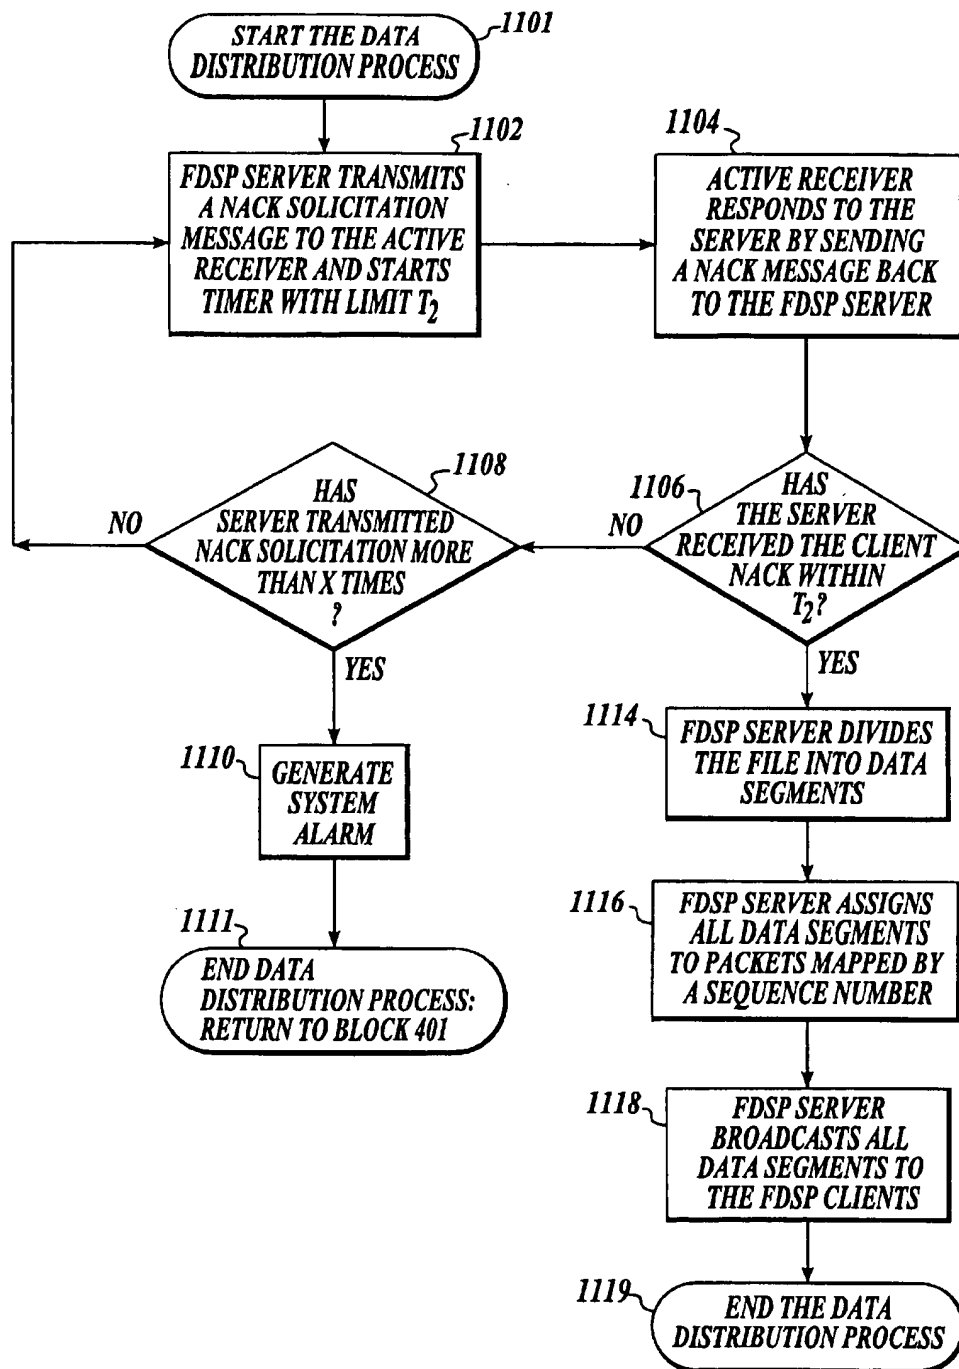 START THE DATA
DISTRIBUTION PROCESS
1101
1102
FDSP SERVER TRANSMITS
A NACK SOLICITATION
MESSAGE TO THE ACTIVE
RECEIVER AND STARTS
TIMER WITH LIMIT T2
1104
ACTIVE RECEIVER
RESPONDS TO THE
SERVER BY SENDING
A NACK MESSAGE BACK
TO THE FDSP SERVER
1106
HAS
THE SERVER
RECEIVED THE CLIENT
NACK WITHIN
T2?
NO
YES
1108
HAS
SERVER TRANSMITTED
NACK SOLICITATION MORE
THAN X TIMES
?
NO
YES
1110
GENERATE
SYSTEM
ALARM
1111
END DATA
DISTRIBUTION PROCESS:
RETURN TO BLOCK 401
1114
FDSP SERVER DIVIDES
THE FILE INTO DATA
SEGMENTS
1116
FDSP SERVER ASSIGNS
ALL DATA SEGMENTS
TO PACKETS MAPPED BY
A SEQUENCE NUMBER
1118
FDSP SERVER
BROADCASTS ALL
DATA SEGMENTS TO
THE FDSP CLIENTS
1119
END THE DATA
DISTRIBUTION PROCESS